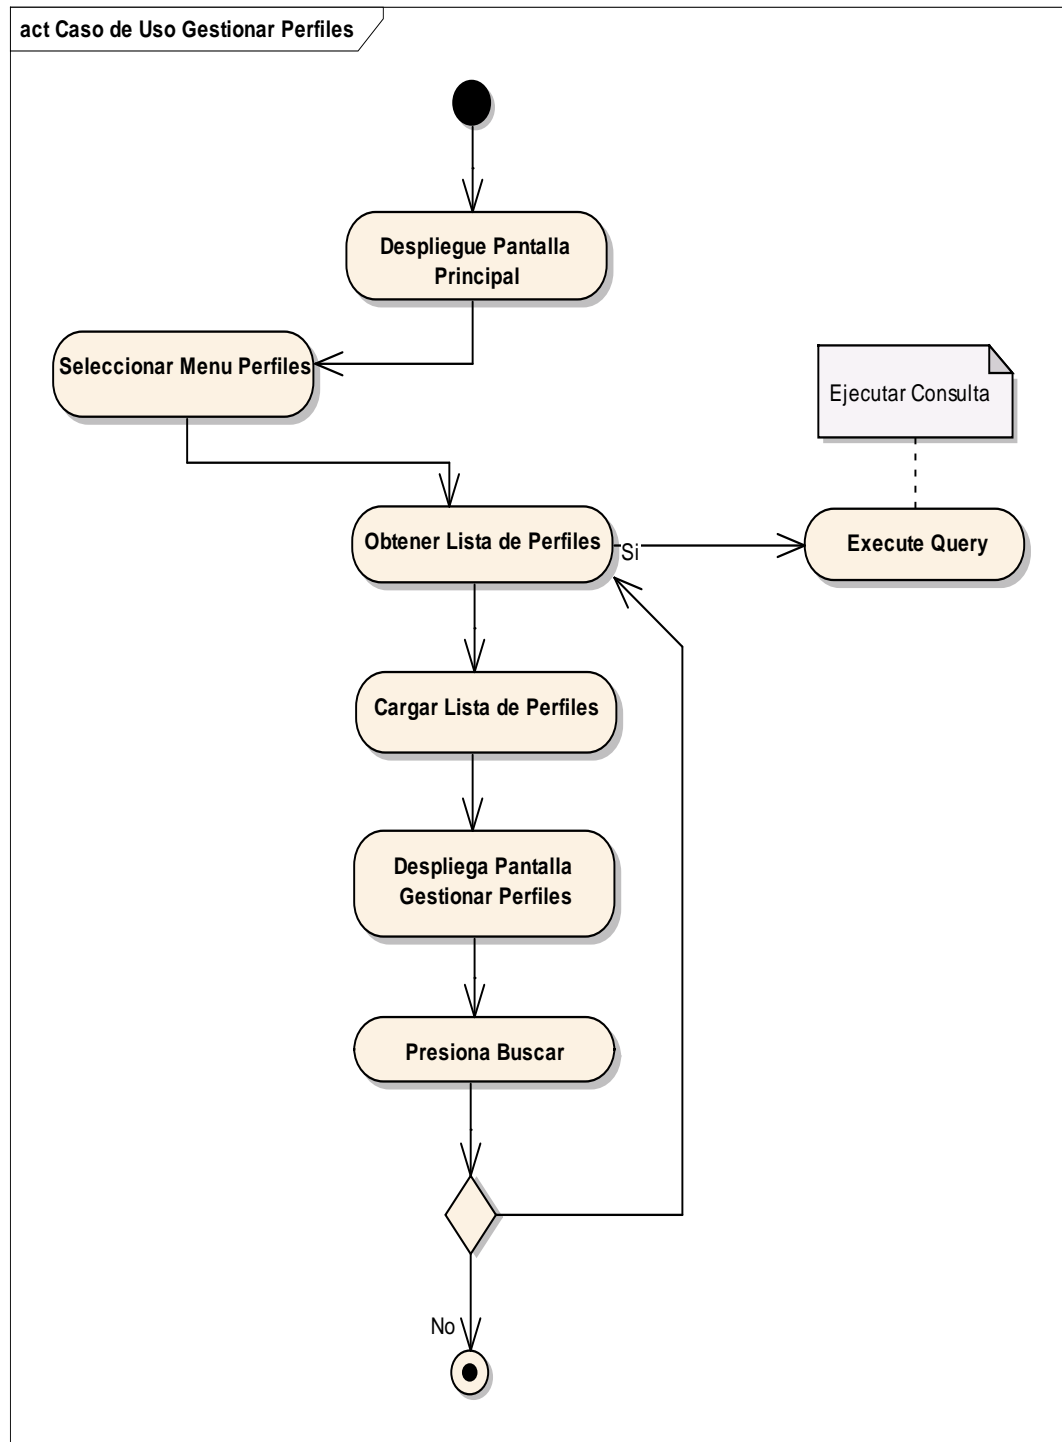 act Caso de Uso Gestionar Perfiles
Despliegue Pantalla
Principal
Seleccionar Menu Perfiles
Ejecutar Consulta
Obtener Lista de Perfiles
Si
Execute Query
Cargar Lista de Perfiles
Despliega Pantalla
Gestionar Perfiles
Presiona Buscar
No